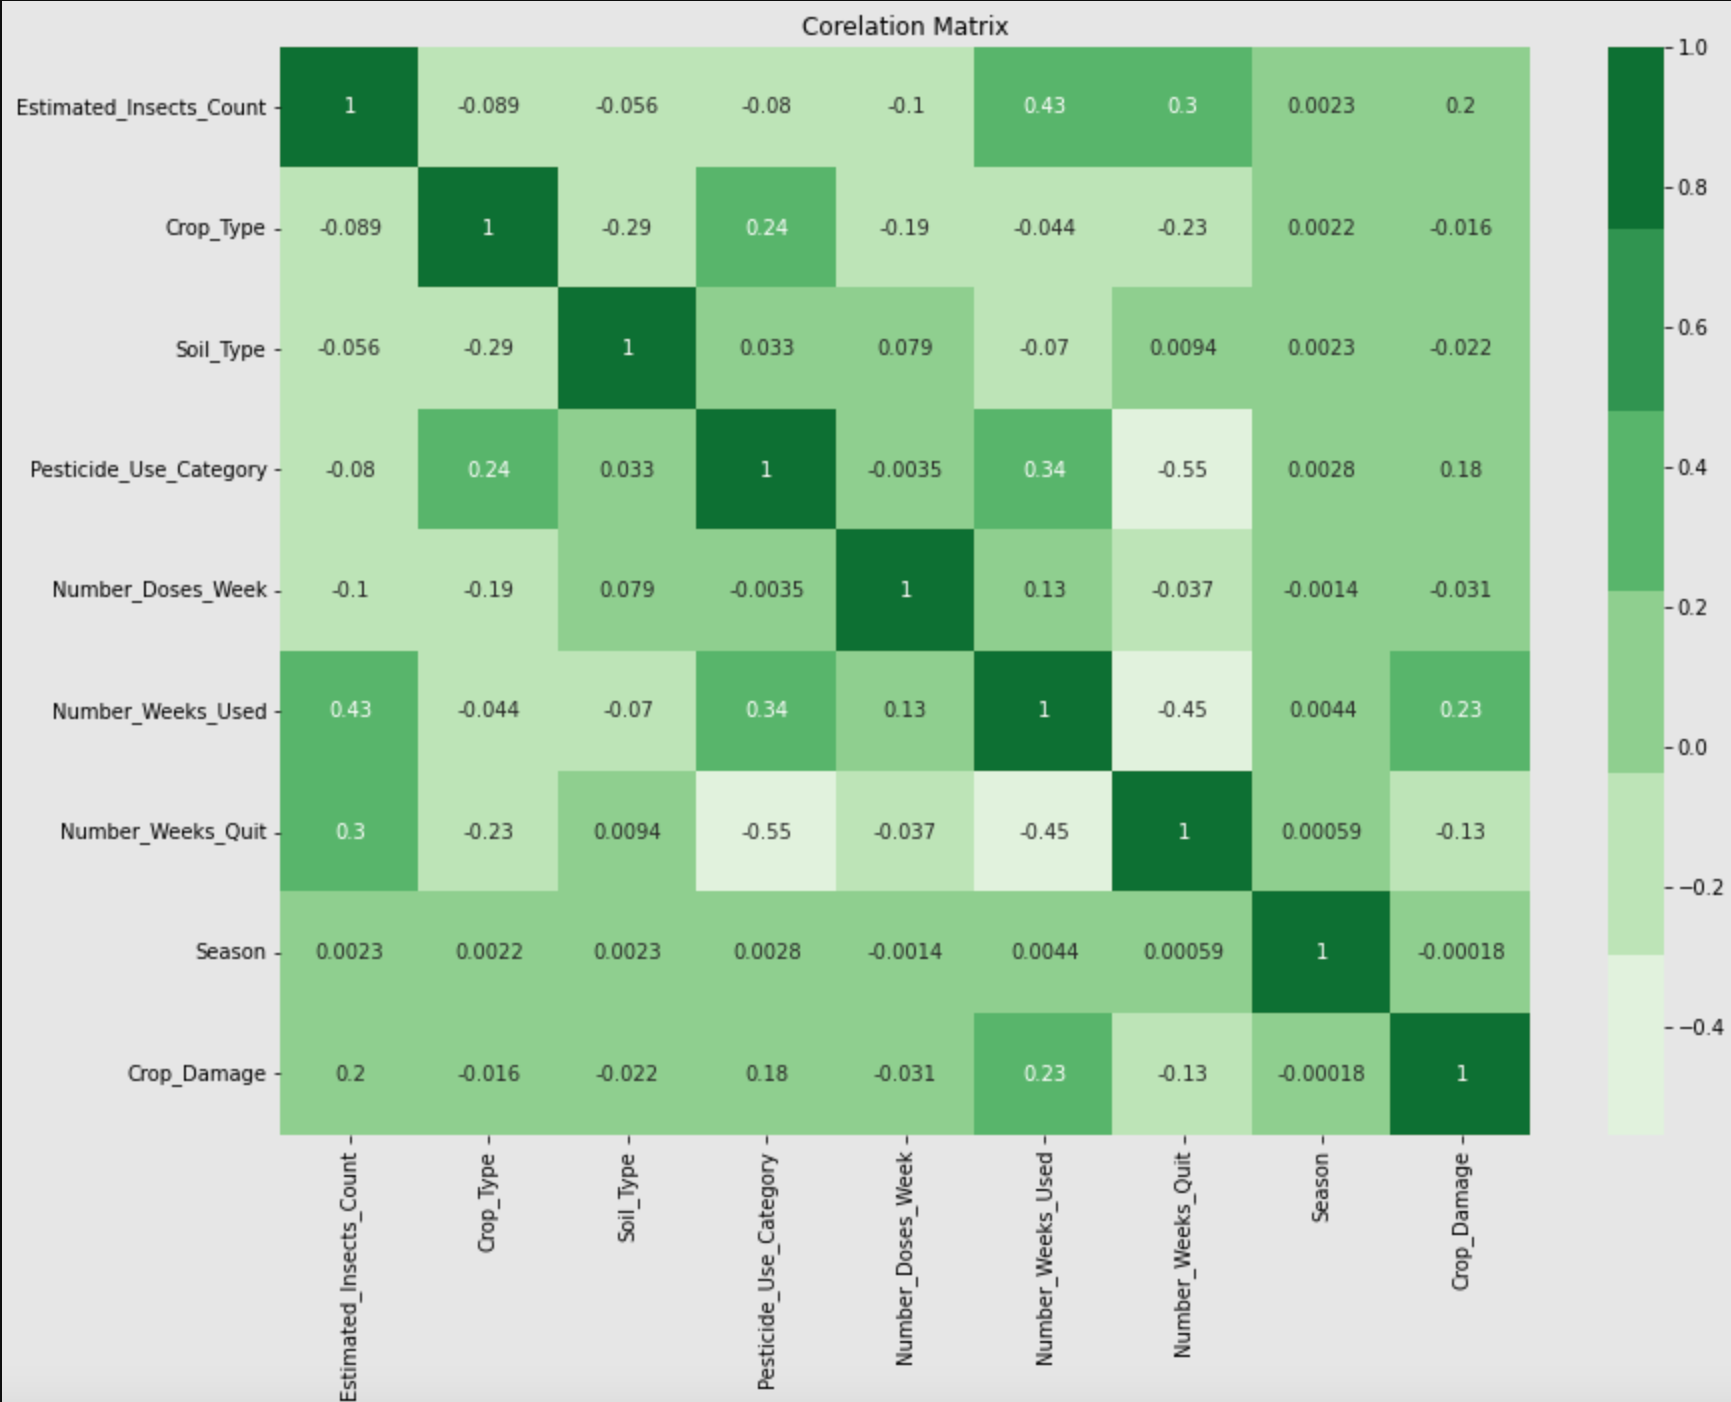 Corelation Matrix
Estimated_Insects_Count 1 -0.089 -0.056 -0.08 -0.1 0.43 0.3 0.0023 0.2
Crop_Type -0.089 1 -0.29 0.24 -0.19 -0.044 -0.23 0.0022 -0.016
Soil_Type -0.056 -0.29 1 0.033 0.079 -0.07 0.0094 0.0023 -0.022
Pesticide_Use_Category -0.08 0.24 0.033 1 -0.0035 0.34 -0.55 0.0028 0.18
Number_Doses_Week -0.1 -0.19 0.079 -0.0035 1 0.13 -0.037 -0.0014 -0.031
Number_Weeks_Used 0.43 -0.044 -0.07 0.34 0.13 1 -0.45 0.0044 0.23
Number_Weeks_Quit 0.3 -0.23 0.0094 -0.55 -0.037 -0.45 1 0.00059 -0.13
Season 0.0023 0.0022 0.0023 0.0028 -0.0014 0.0044 0.00059 1 -0.00018
Crop_Damage 0.2 -0.016 -0.022 0.18 -0.031 0.23 -0.13 -0.00018 1
Estimated_Insects_Count
Crop_Type
Soil_Type
Pesticide_Use_Category
Number_Doses_Week
Number_Weeks_Used
Number_Weeks_Quit
Season
Crop_Damage
1.0
0.8
0.6
0.4
0.2
0.0
−0.2
−0.4